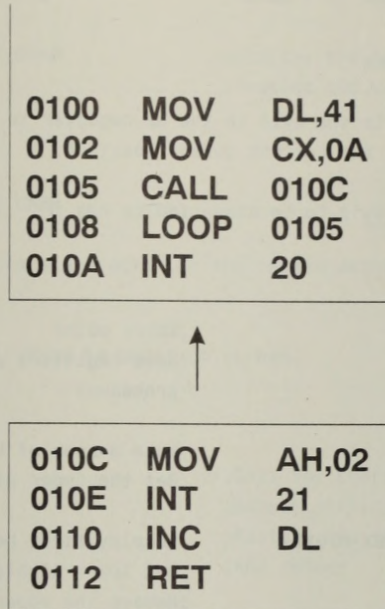 0100 MOV DL,41
0102 MOV CX,0A
0105 CALL 010C
0108 LOOP 0105
010A INT 20
010C MOV AH,02
010E INT 21
0110 INC DL
0112 RET